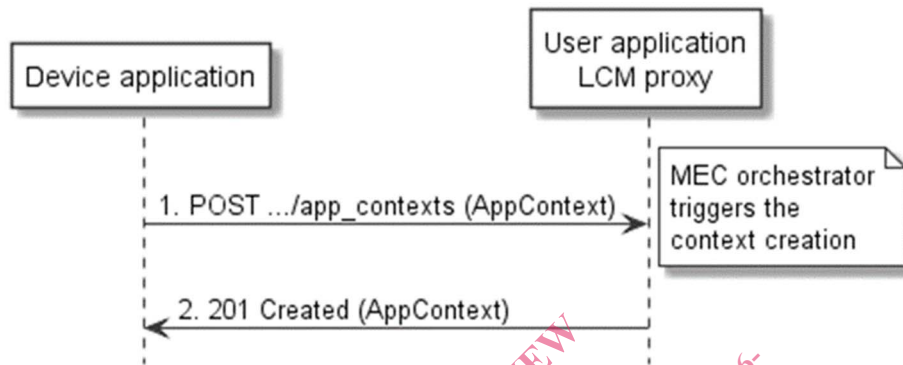 Device application
User application
LCM proxy
MEC orchestrator
triggers the
context creation
1. POST .../app_contexts (AppContext)
2. 201 Created (AppContext)